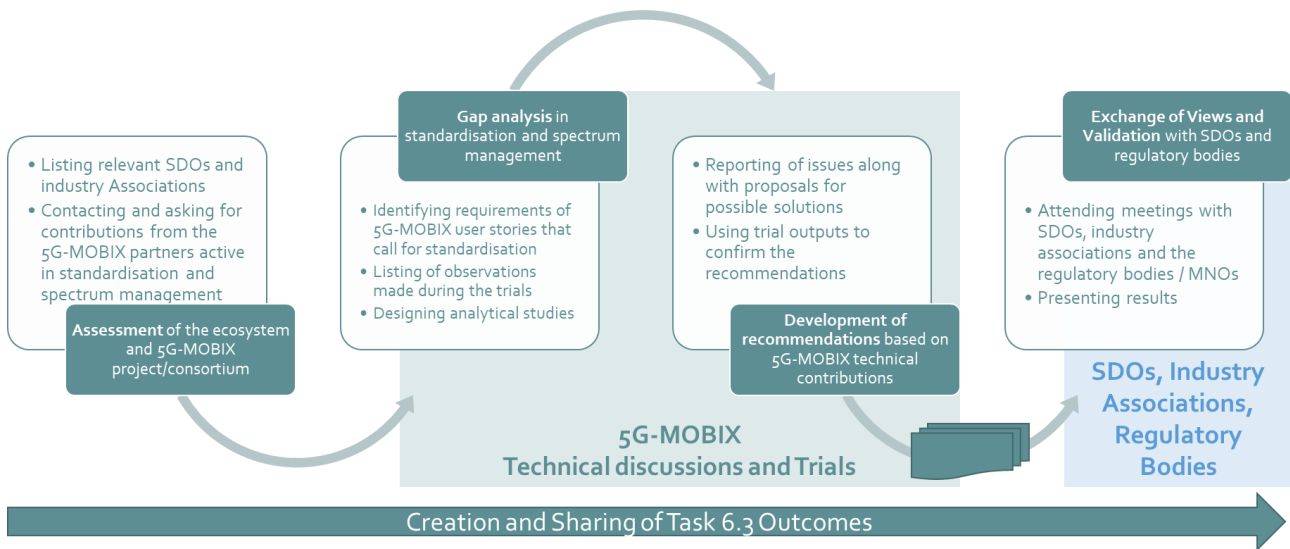 • Listing relevant SDOs and
industry Associations
• Contacting and asking for
contributions from the
5G-MOBIX partners active
in standardisation and
spectrum management
Assessment of the ecosystem
and 5G-MOBIX
project/consortium
Gap analysis in
standardisation and spectrum
management
• Identifying requirements of
5G-MOBIX user stories that
call for standardisation
• Listing of observations
made during the trials
• Designing analytical studies
• Reporting of issues along
with proposals for
possible solutions
• Using trial outputs to
confirm the
recommendations
Development of
recommendations based on
5G-MOBIX technical
contributions
Exchange of Views and
Validation with SDOs and
regulatory bodies
• Attending meetings with
SDOs, industry
associations and the
regulatory bodies / MNOs
• Presenting results
5G-MOBIX
Technical discussions and Trials
SDOs, Industry
Associations,
Regulatory
Bodies
Creation and Sharing of Task 6.3 Outcomes